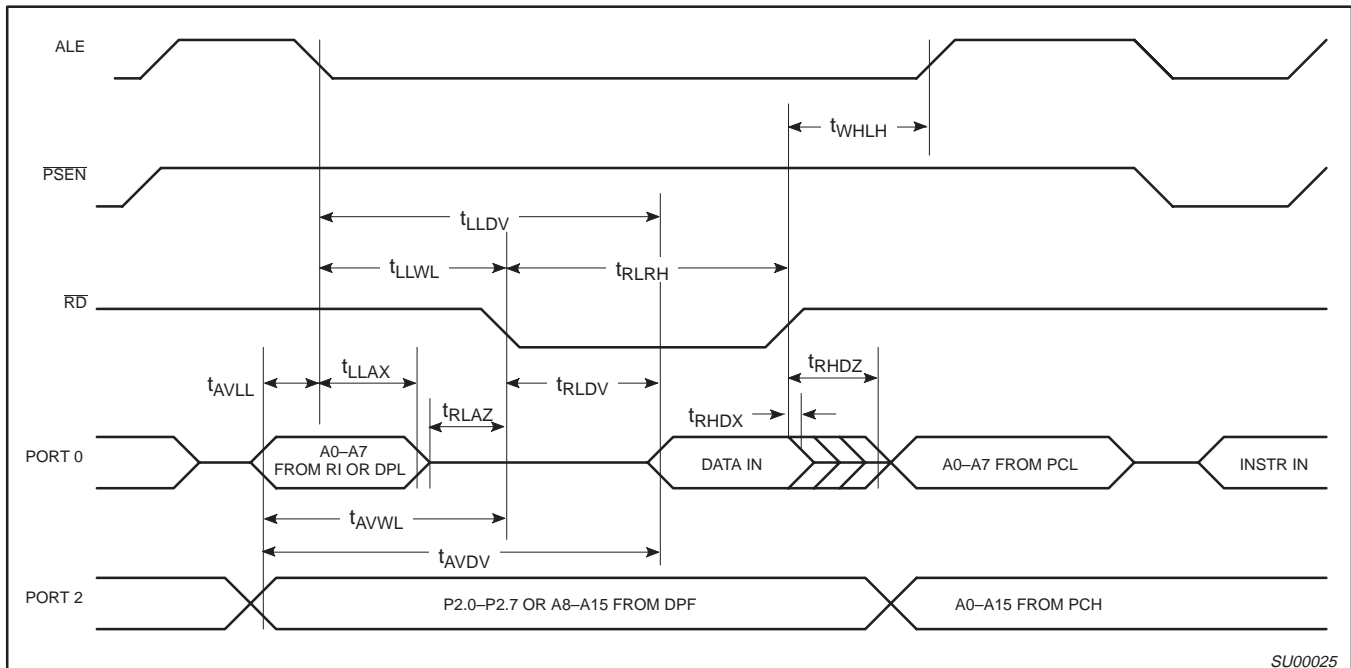 ALE
tWHLH
PSEN
tLLDV
tLLWL
tRLRH
RD
tAVLL
tLLAX
tRLAZ
tRLDV
tRHDZ
tRHDX
PORT 0
A0–A7
FROM RI OR DPL
DATA IN
A0–A7 FROM PCL
INSTR IN
tAVWL
tAVDV
PORT 2
P2.0–P2.7 OR A8–A15 FROM DPF
A0–A15 FROM PCH
SU00025